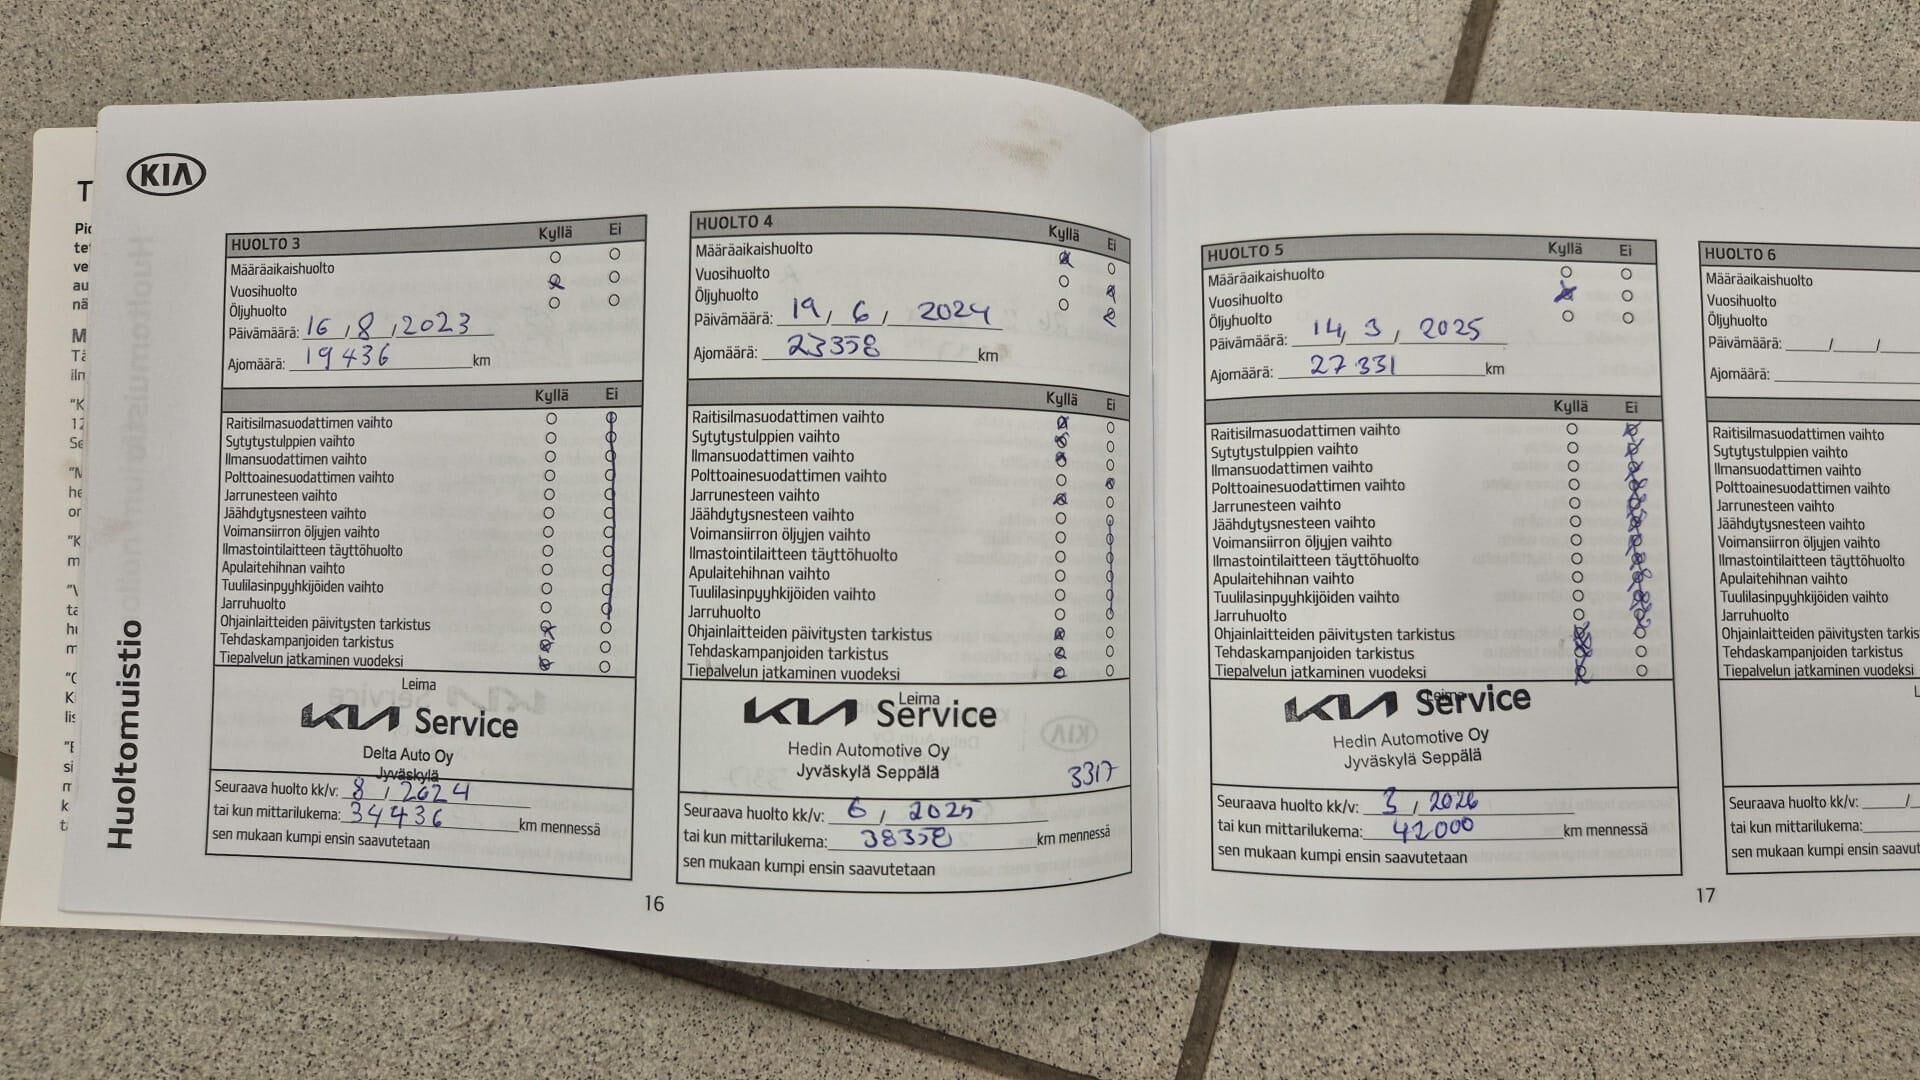 KIA
Huoltomuistio
HUOLTO 3 Kyllä Ei
Määräaikaishuolto
Vuosihuolto
Öljyhuolto
Päivämäärä: 16 , 8 , 2023
Ajomäärä: 19436 km
Kyllä Ei
Raitisilmasuodattimen vaihto
Sytytystulppien vaihto
Ilmansuodattimen vaihto
Polttoainesuodattimen vaihto
Jarrunesteen vaihto
Jäähdytysnesteen vaihto
Voimansiirron öljyjen vaihto
Ilmastointilaitteen täyttöhuolto
Apulaitehihnan vaihto
Tuulilasinpyyhkijöiden vaihto
Jarruhuolto
Ohjainlaitteiden päivitysten tarkistus
Tehdaskampanjoiden tarkistus
Tiepalvelun jatkaminen vuodeksi
Leima
KIA Service
Delta Auto Oy
Jyväskylä
Seuraava huolto kk/v: 8 , 2024
tai kun mittarilukema: 34436 km mennessä
sen mukaan kumpi ensin saavutetaan
HUOLTO 4 Kyllä Ei
Määräaikaishuolto
Vuosihuolto
Öljyhuolto
Päivämäärä: 19 , 6 , 2024
Ajomäärä: 23358 km
Kyllä Ei
Raitisilmasuodattimen vaihto
Sytytystulppien vaihto
Ilmansuodattimen vaihto
Polttoainesuodattimen vaihto
Jarrunesteen vaihto
Jäähdytysnesteen vaihto
Voimansiirron öljyjen vaihto
Ilmastointilaitteen täyttöhuolto
Apulaitehihnan vaihto
Tuulilasinpyyhkijöiden vaihto
Jarruhuolto
Ohjainlaitteiden päivitysten tarkistus
Tehdaskampanjoiden tarkistus
Tiepalvelun jatkaminen vuodeksi
Leima
KIA Service
Hedin Automotive Oy
Jyväskylä Seppälä
3317
Seuraava huolto kk/v: 6 , 2025
tai kun mittarilukema: 38358 km mennessä
sen mukaan kumpi ensin saavutetaan
16
HUOLTO 5 Kyllä Ei
Määräaikaishuolto
Vuosihuolto
Öljyhuolto
Päivämäärä: 14 , 3 , 2025
Ajomäärä: 27331 km
Kyllä Ei
Raitisilmasuodattimen vaihto
Sytytystulppien vaihto
Ilmansuodattimen vaihto
Polttoainesuodattimen vaihto
Jarrunesteen vaihto
Jäähdytysnesteen vaihto
Voimansiirron öljyjen vaihto
Ilmastointilaitteen täyttöhuolto
Apulaitehihnan vaihto
Tuulilasinpyyhkijöiden vaihto
Jarruhuolto
Ohjainlaitteiden päivitysten tarkistus
Tehdaskampanjoiden tarkistus
Tiepalvelun jatkaminen vuodeksi
Leima
KIA Service
Hedin Automotive Oy
Jyväskylä Seppälä
Seuraava huolto kk/v: 3 , 2026
tai kun mittarilukema: 42000 km mennessä
sen mukaan kumpi ensin saavutetaan
17
HUOLTO 6
Määräaikaishuolto
Vuosihuolto
Öljyhuolto
Päivämäärä: / /
Ajomäärä:
Raitisilmasuodattimen vaihto
Sytytystulppien vaihto
Ilmansuodattimen vaihto
Polttoainesuodattimen vaihto
Jarrunesteen vaihto
Jäähdytysnesteen vaihto
Voimansiirron öljyjen vaihto
Ilmastointilaitteen täyttöhuolto
Apulaitehihnan vaihto
Tuulilasinpyyhkijöiden vaihto
Jarruhuolto
Ohjainlaitteiden päivitysten tarkis
Tehdaskampanjoiden tarkistus
Tiepalvelun jatkaminen vuodeksi
Seuraava huolto kk/v: /
tai kun mittarilukema:
sen mukaan kumpi ensin saavut